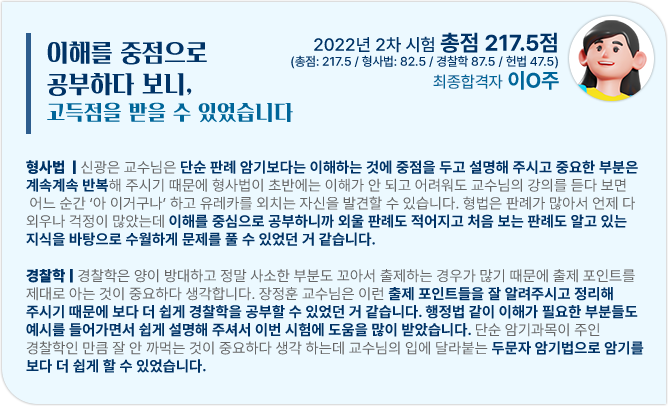 이해를 중점으로
공부하다 보니,
고득점을 받을 수 있었습니다
2022년 2차 시험 총점 217.5점
(총점: 217.5 / 형사법: 82.5 / 경찰학 87.5 / 헌법 47.5)
최종합격자 이O주
형사법 | 신광은 교수님은 단순 판례 암기보다는 이해하는 것에 중점을 두고 설명해 주시고 중요한 부분은
계속계속 반복해 주시기 때문에 형사법이 초반에는 이해가 안 되고 어려워도 교수님의 강의를 듣다 보면
어느 순간 ‘아 이거구나’ 하고 유레카를 외치는 자신을 발견할 수 있습니다. 형법은 판례가 많아서 언제 다
외우나 걱정이 많았는데 이해를 중심으로 공부하니까 외울 판례도 적어지고 처음 보는 판례도 알고 있는
지식을 바탕으로 수월하게 문제를 풀 수 있었던 거 같습니다.
경찰학 | 경찰학은 양이 방대하고 정말 사소한 부분도 꼬아서 출제하는 경우가 많기 때문에 출제 포인트를
제대로 아는 것이 중요하다 생각합니다. 장정훈 교수님은 이런 출제 포인트들을 잘 알려주시고 정리해
주시기 때문에 보다 더 쉽게 경찰학을 공부할 수 있었던 거 같습니다. 행정법 같이 이해가 필요한 부분들도
예시를 들어가면서 쉽게 설명해 주셔서 이번 시험에 도움을 많이 받았습니다. 단순 암기과목이 주인
경찰학인 만큼 잘 안 까먹는 것이 중요하다 생각 하는데 교수님의 입에 달라붙는 두문자 암기법으로 암기를
보다 더 쉽게 할 수 있었습니다.